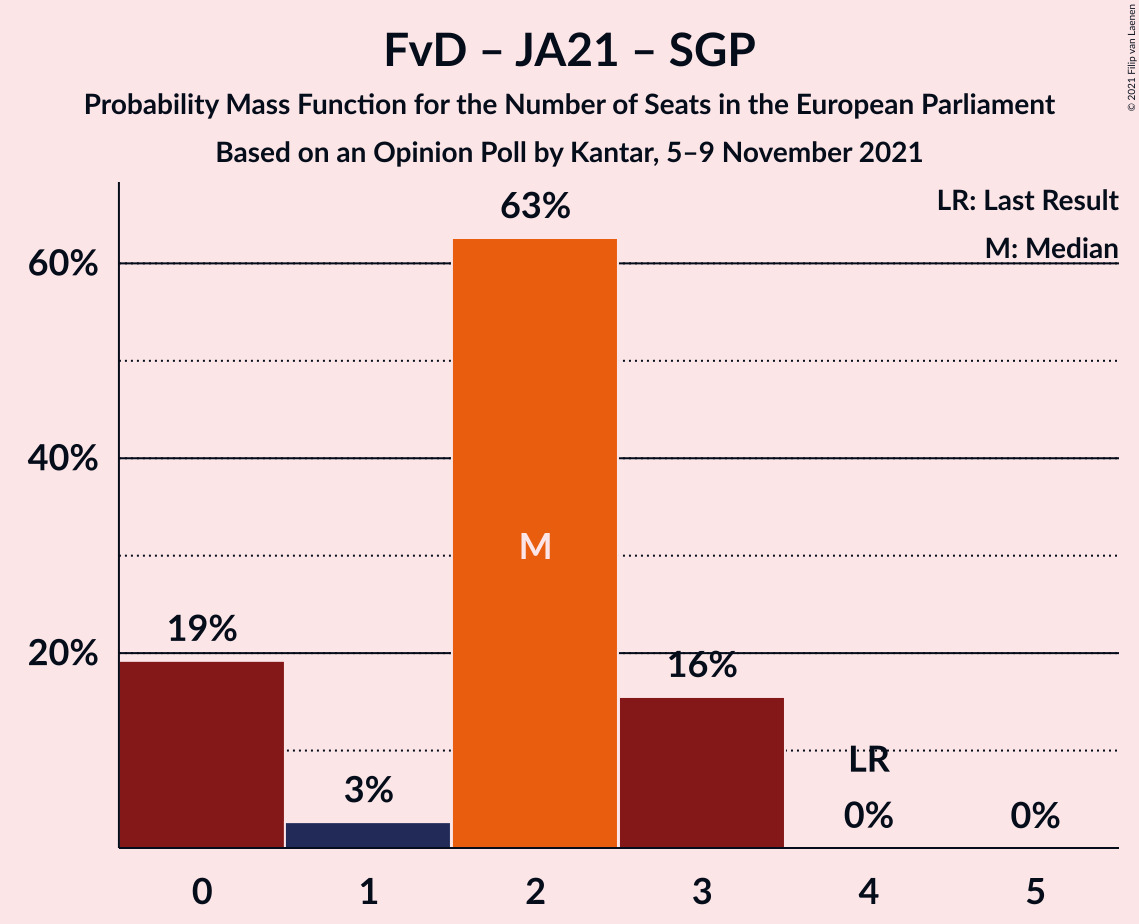 FvD – JA21 – SGP
Probability Mass Function for the Number of Seats in the European Parliament
Based on an Opinion Poll by Kantar, 5–9 November 2021
© 2021 Filip van Laenen
LR: Last Result
M: Median
63%
60%
40%
M
19%
20%
16%
3%
LR
0%
0%
0
1
2
3
4
5